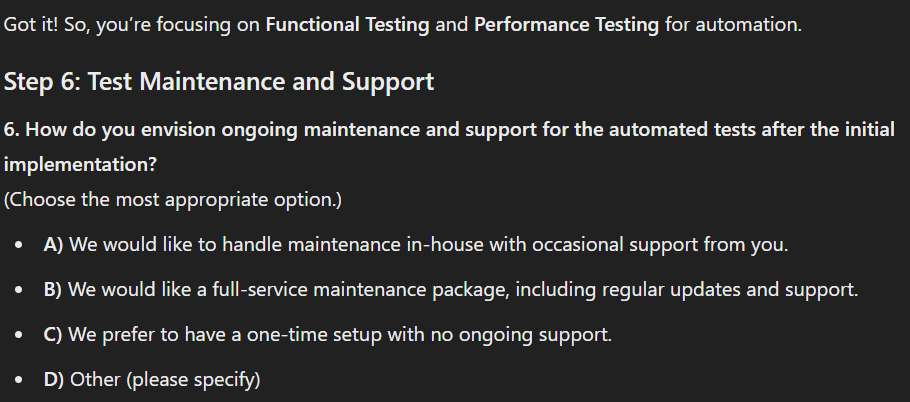 Got it! So, you’re focusing on Functional Testing and Performance Testing for automation.
Step 6: Test Maintenance and Support
6. How do you envision ongoing maintenance and support for the automated tests after the initial
implementation?
(Choose the most appropriate option.)
• A) We would like to handle maintenance in-house with occasional support from you.
• B) We would like a full-service maintenance package, including regular updates and support.
• C) We prefer to have a one-time setup with no ongoing support.
• D) Other (please specify)